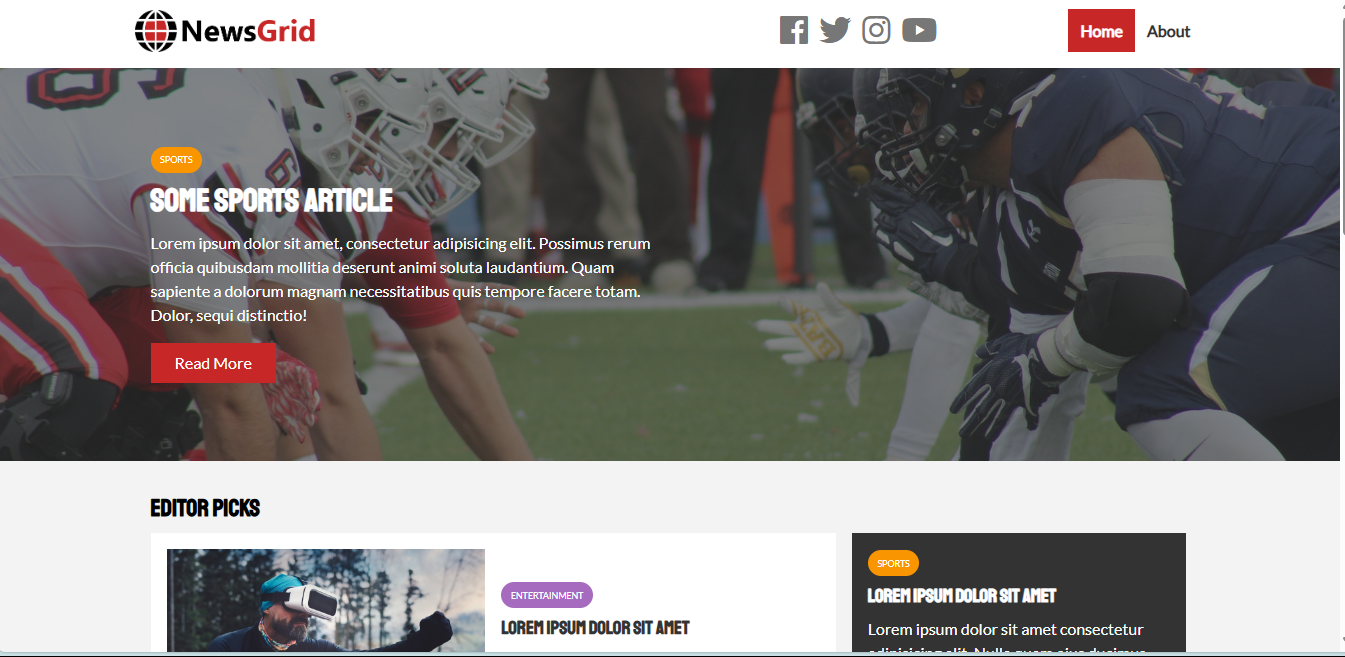 NewsGrid
Home About
SPORTS
SOME SPORTS ARTICLE
Lorem ipsum dolor sit amet, consectetur adipisicing elit. Possimus rerum
officia quibusdam mollitia deserunt animi soluta laudantium. Quam
sapiente a dolorum magnam necessitatibus quis tempore facere totam.
Dolor, sequi distinctio!
Read More
EDITOR PICKS
ENTERTAINMENT
LOREM IPSUM DOLOR SIT AMET
SPORTS
LOREM IPSUM DOLOR SIT AMET
Lorem ipsum dolor sit amet consectetur